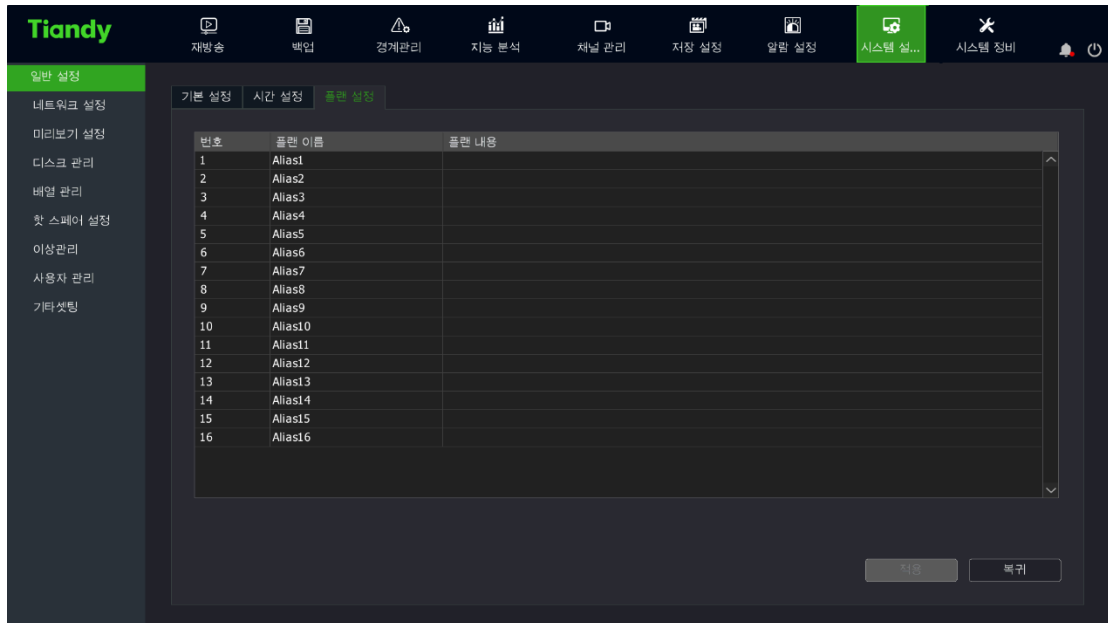 Tiandy
재방송 백업 경계관리 지능 분석 채널 관리 저장 설정 알람 설정 시스템 설... 시스템 정비
일반 설정
네트워크 설정
미리보기 설정
디스크 관리
배열 관리
핫 스페어 설정
이상관리
사용자 관리
기타셋팅
기본 설정 시간 설정 플랜 설정
번호 플랜 이름 플랜 내용
1 Alias1
2 Alias2
3 Alias3
4 Alias4
5 Alias5
6 Alias6
7 Alias7
8 Alias8
9 Alias9
10 Alias10
11 Alias11
12 Alias12
13 Alias13
14 Alias14
15 Alias15
16 Alias16
적용 복귀